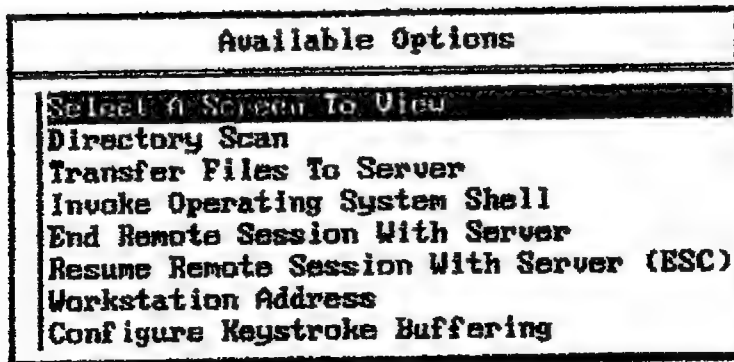 Available Options
Select A Screen To View
Directory Scan
Transfer Files To Server
Invoke Operating System Shell
End Remote Session With Server
Resume Remote Session With Server (ESC)
Workstation Address
Configure Keystroke Buffering